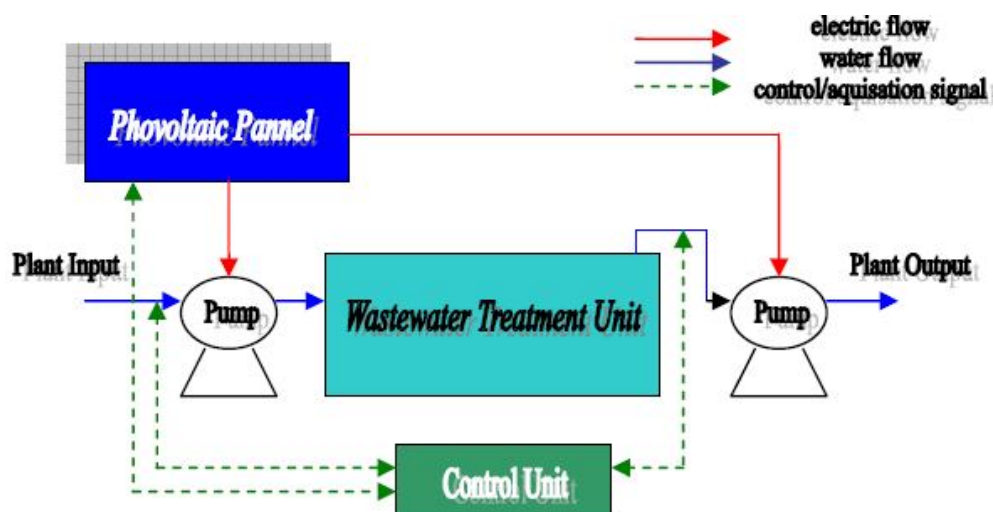 electric flow
water flow
control/aquisation signal
Phovoltaic Pannel
Plant Input
Pump
Wastewater Treatment Unit
Pump
Plant Output
Control Unit